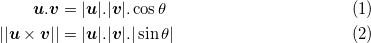 u.v = |u|.|v|. cos θ (1)
||u × v|| = |u|.|v|.| sin θ| (2)